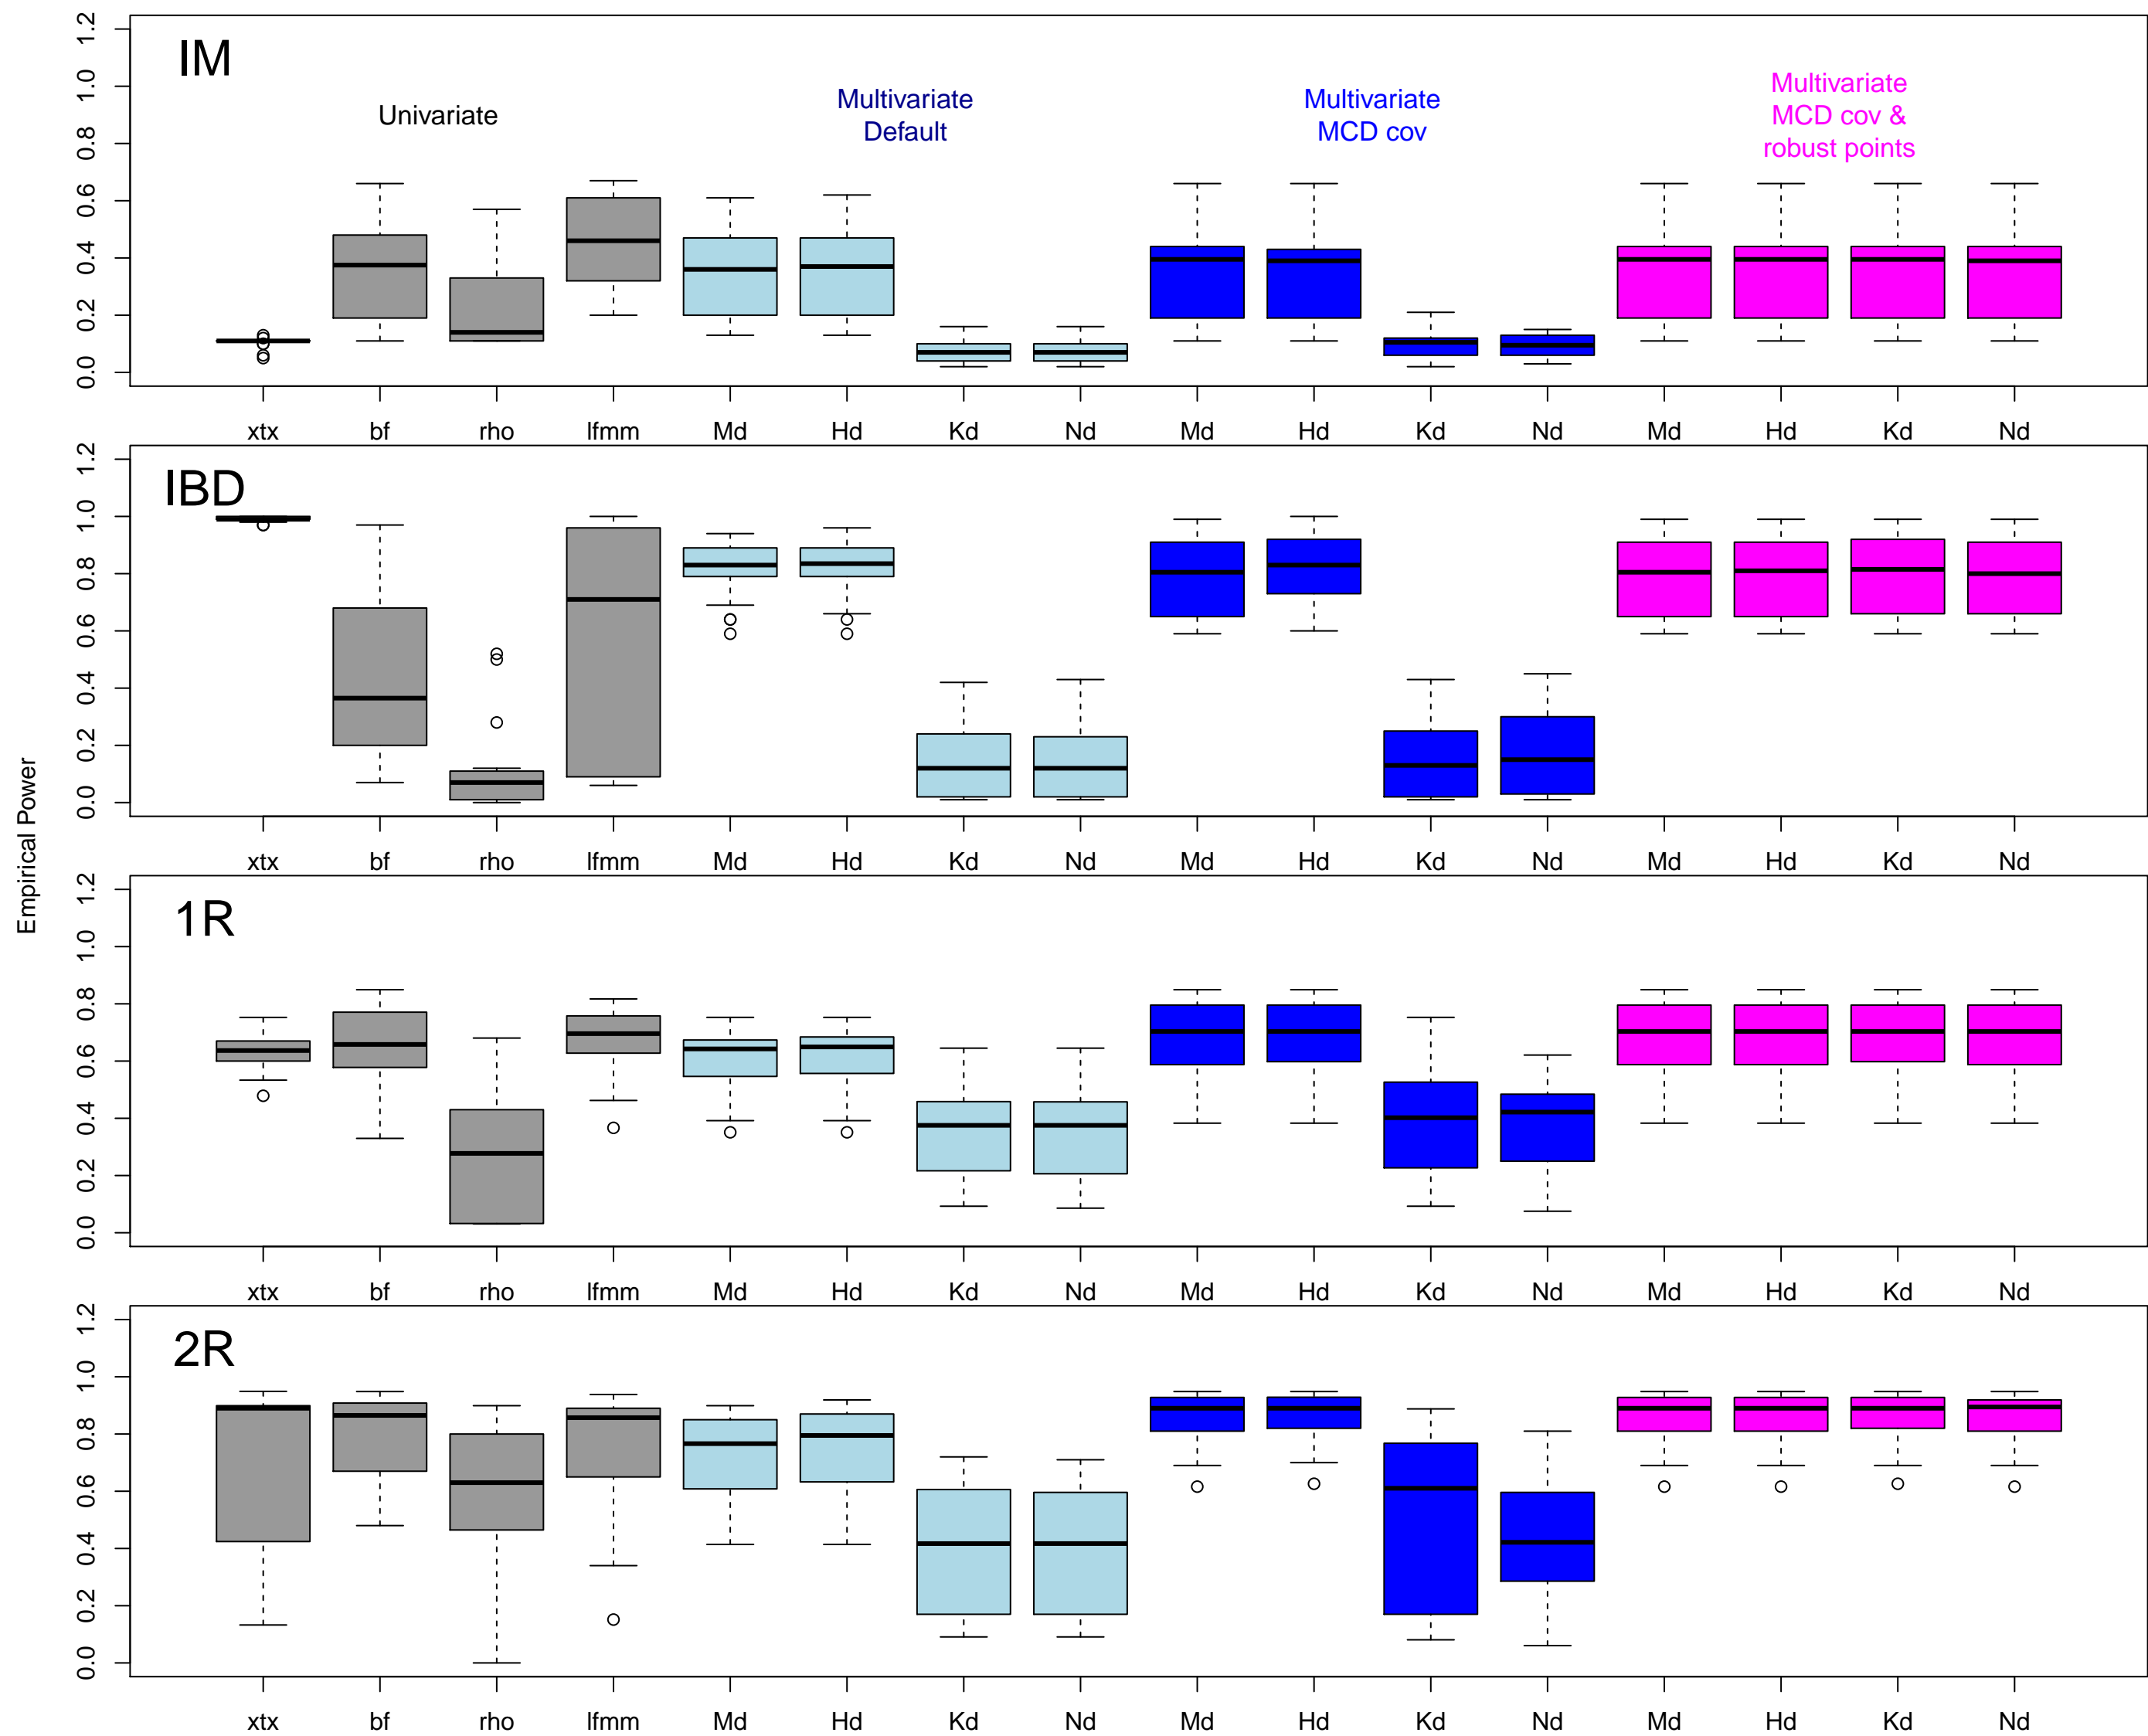 IM
Univariate
Multivariate
Default
Multivariate
MCD cov
Multivariate
MCD cov &
robust points
0.0 0.2 0.4 0.6 0.8 1.0 1.2
xtx bf rho lfmm Md Hd Kd Nd Md Hd Kd Nd Md Hd Kd Nd
IBD
0.0 0.2 0.4 0.6 0.8 1.0 1.2
xtx bf rho lfmm Md Hd Kd Nd Md Hd Kd Nd Md Hd Kd Nd
Empirical Power
1R
0.0 0.2 0.4 0.6 0.8 1.0 1.2
xtx bf rho lfmm Md Hd Kd Nd Md Hd Kd Nd Md Hd Kd Nd
2R
0.0 0.2 0.4 0.6 0.8 1.0 1.2
xtx bf rho lfmm Md Hd Kd Nd Md Hd Kd Nd Md Hd Kd Nd